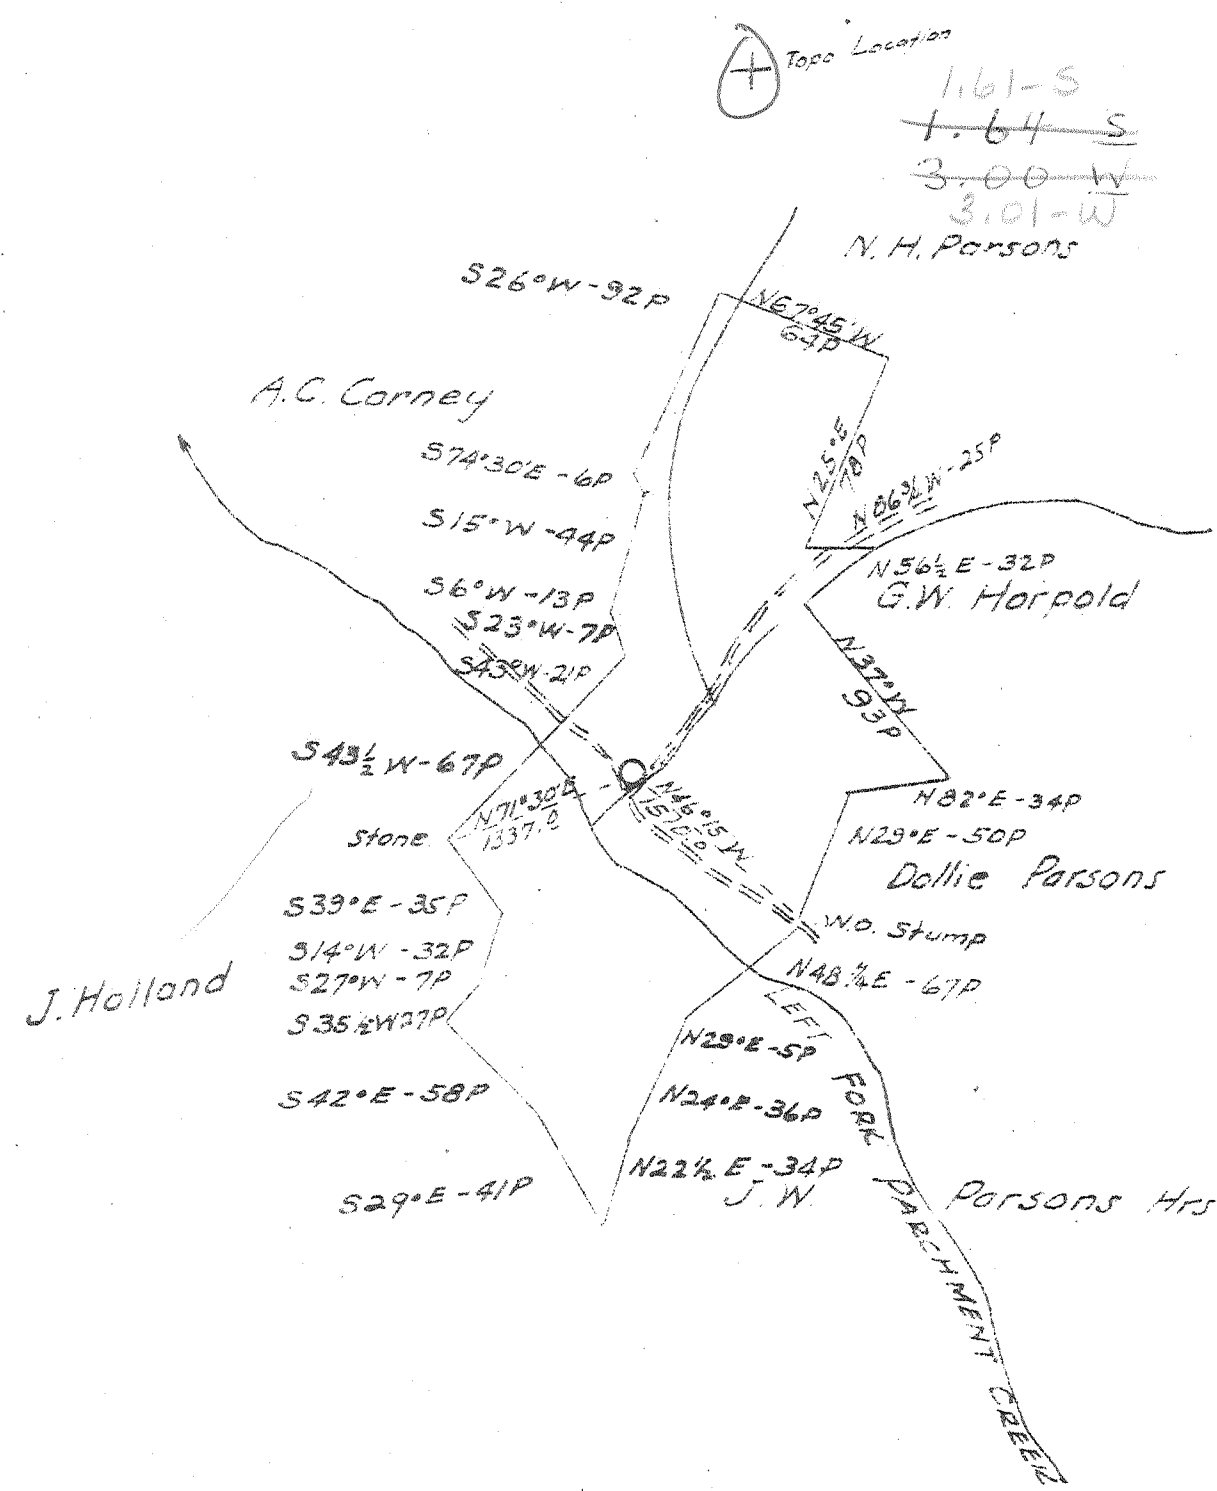 Topo Location
1.61-S
1.64 S
3.00 W
3.01-W
N.H. Parsons
S26°W-92P
N67°45'W
64P
A.C. Carney
S74°30'E-6P
N25°E
78P
N86¾W-25P
S15°W-44P
N56½E-32P
S6°W-13P
G.W. Harpold
S23°W-7P
S43°W-21P
N37°W
93P
S43½W-67P
N71°30'E
1337.0
N46°15'W
1570.0
N82°E-34P
Stone
N29°E-50P
Dollie Parsons
S39°E-35P
W.O. Stump
S14°W-32P
N48¼E-67P
S27°W-7P
J. Holland
S35½W27P
N29°E-5P
S42°E-58P
N24°E-36P
N22½E-34P
S29°E-41P
J.W. Parsons Hrs
LEFT FORK PARCHMENT CREEK